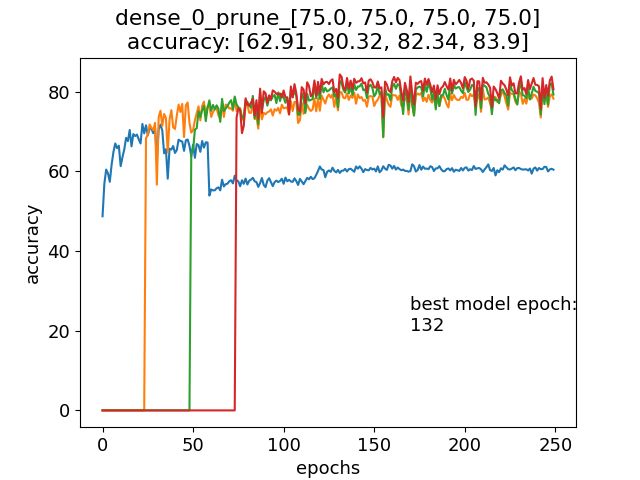 dense_0_prune_[75.0, 75.0, 75.0, 75.0]
accuracy: [62.91, 80.32, 82.34, 83.9]
80
60
40
20
0
accuracy
best model epoch:
132
0 50 100 150 200 250
epochs